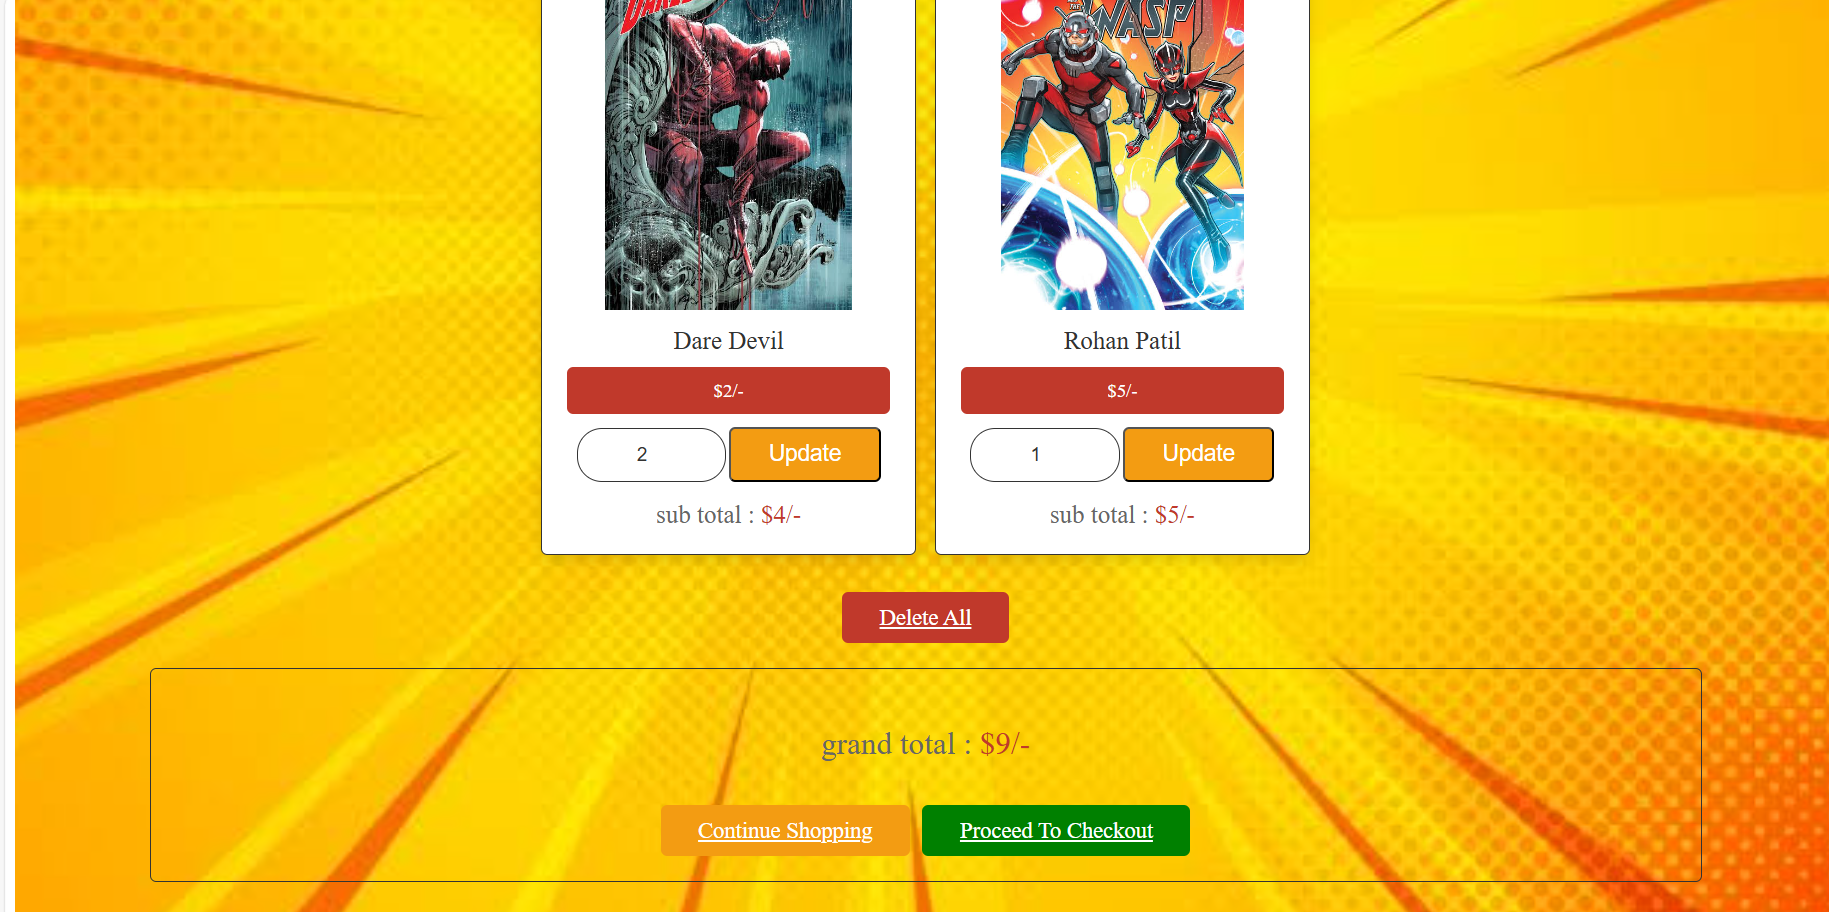 THE WASP
Dare Devil
Rohan Patil
$2/-
$5/-
2
Update
1
Update
sub total : $4/-
sub total : $5/-
Delete All
grand total : $9/-
Continue Shopping
Proceed To Checkout